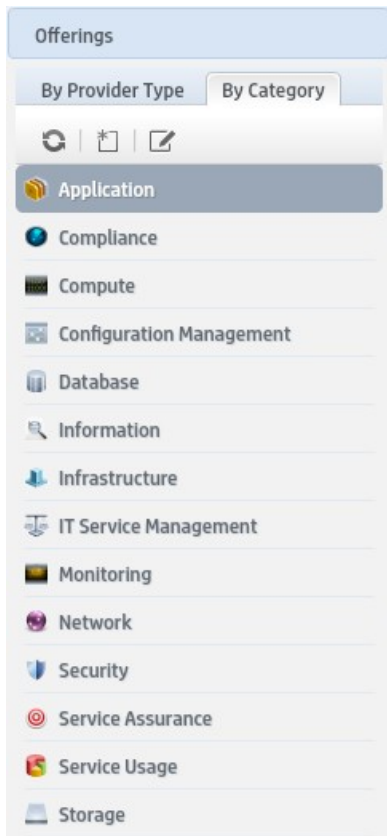 Offerings
By Provider Type By Category
Application
Compliance
Compute
Configuration Management
Database
Information
Infrastructure
IT Service Management
Monitoring
Network
Security
Service Assurance
Service Usage
Storage